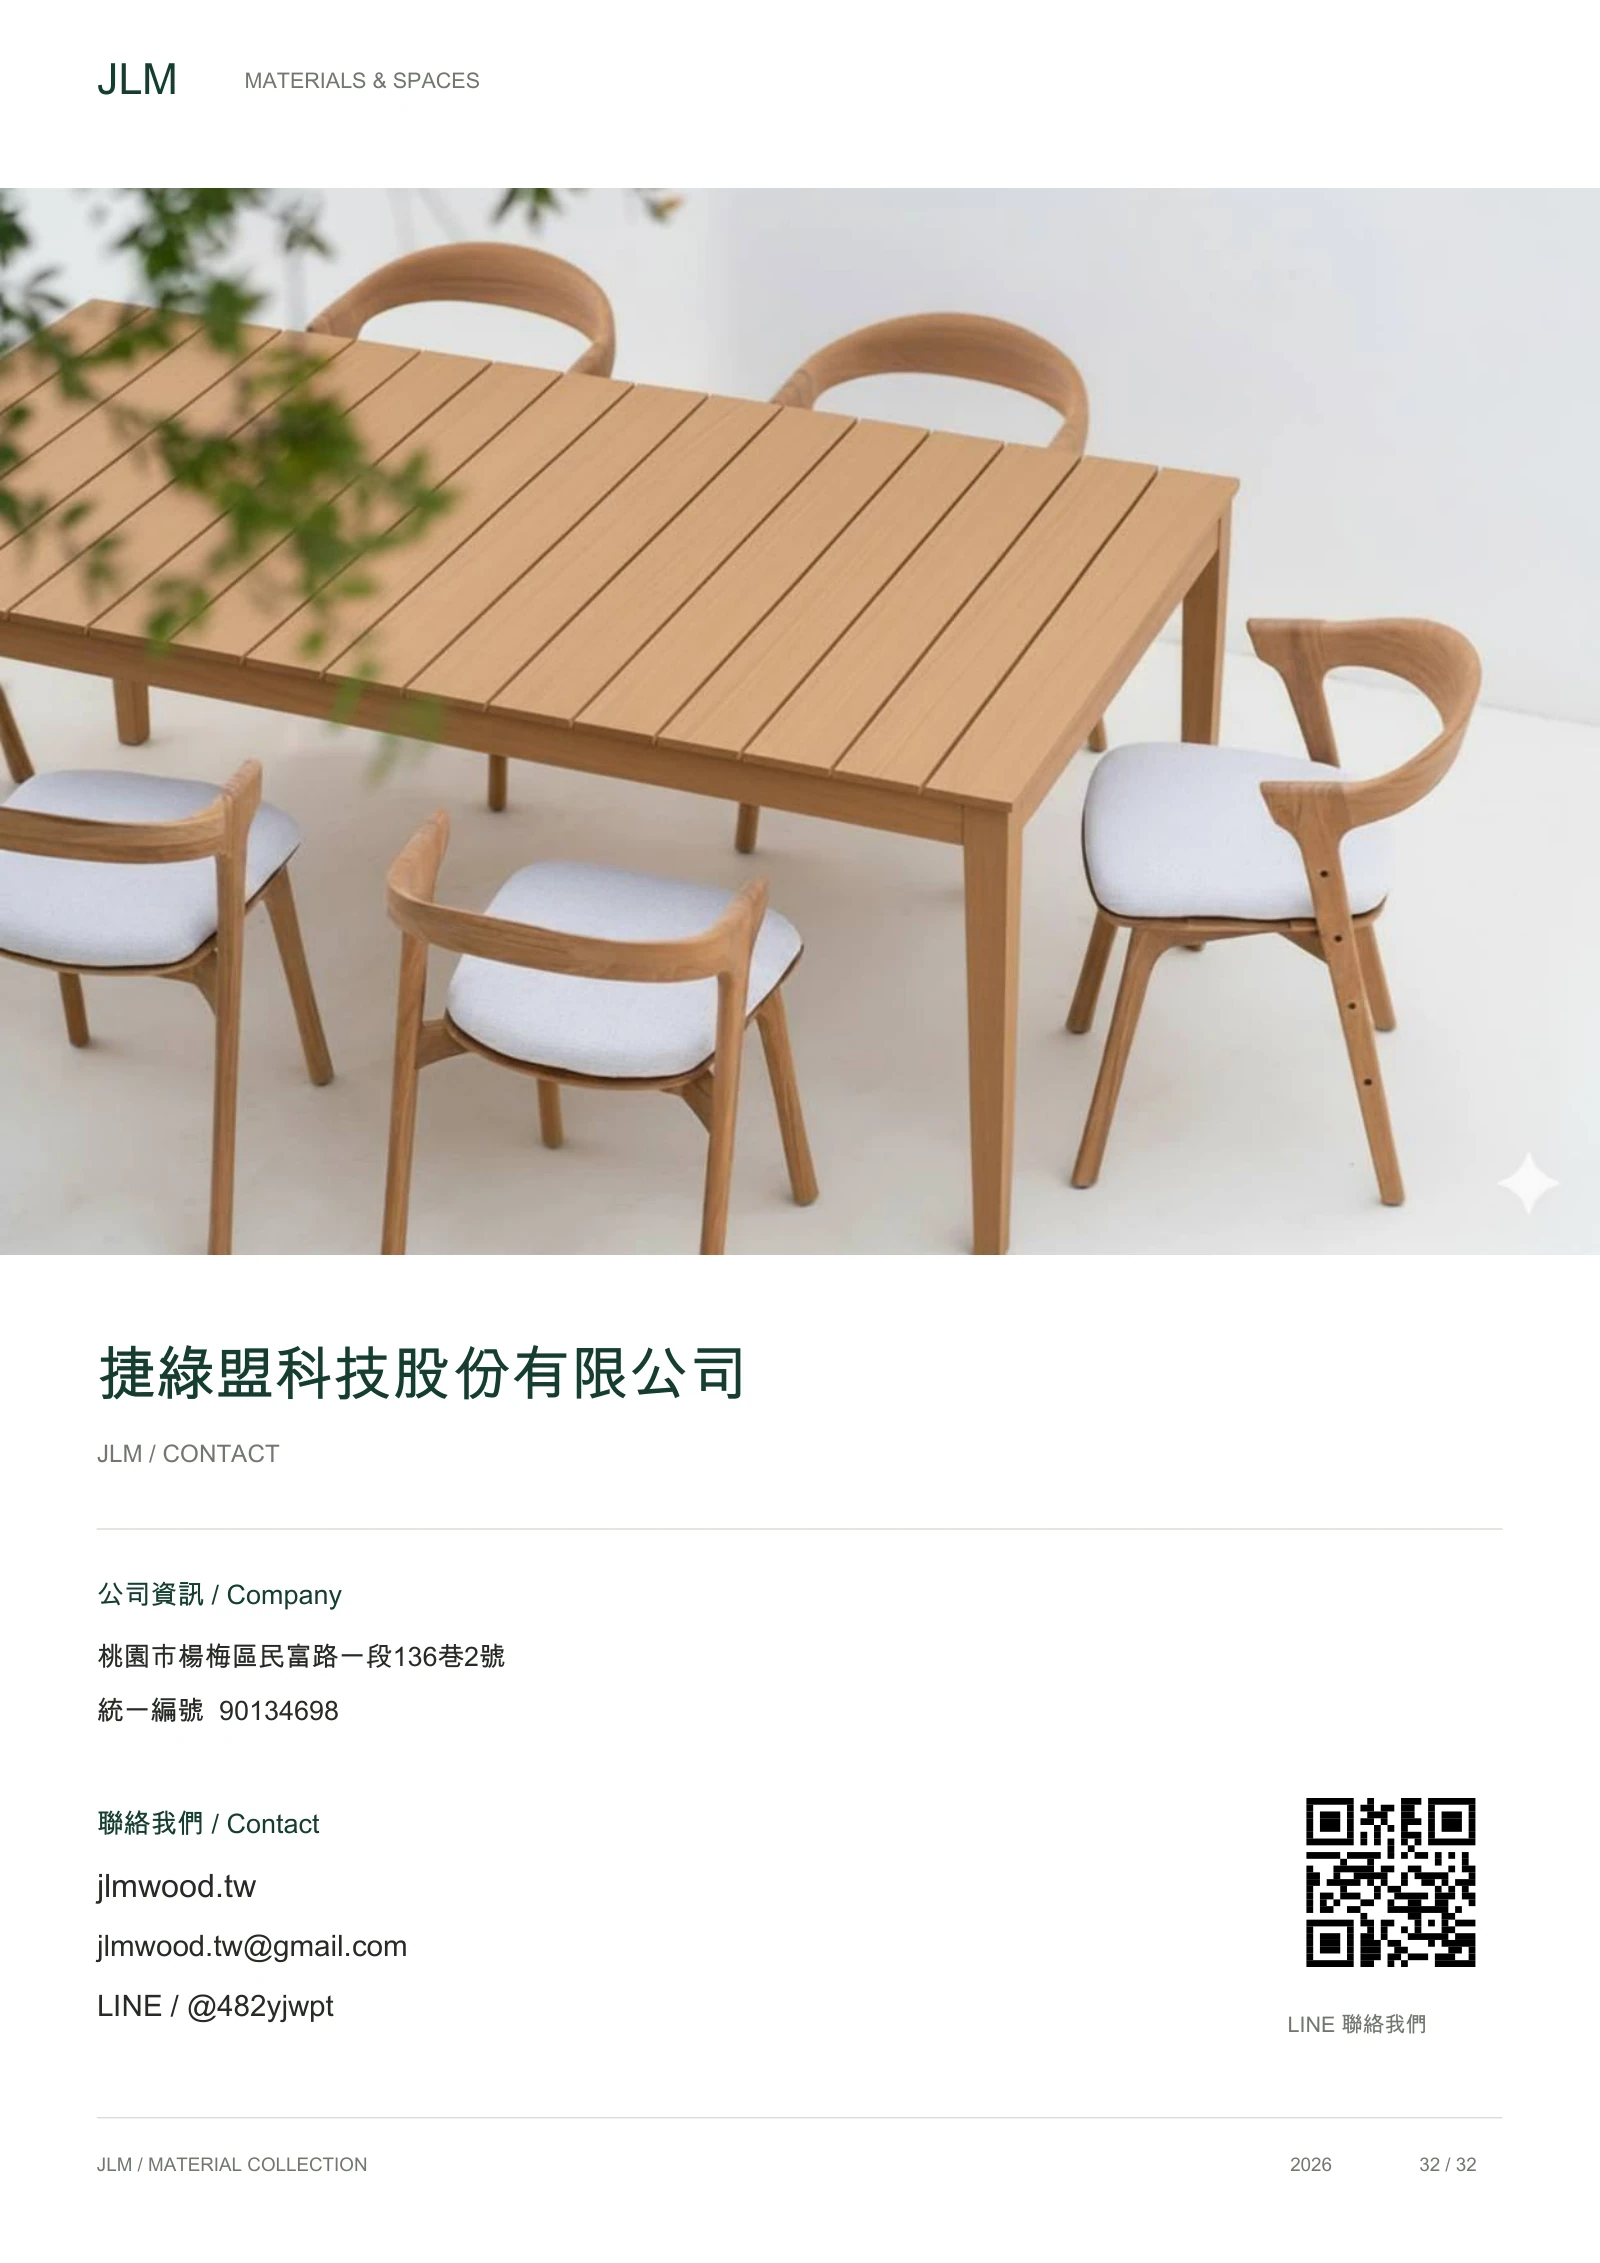 JLM
MATERIALS & SPACES
捷綠盟科技股份有限公司
JLM / CONTACT
公司資訊 / Company
桃園市楊梅區民富路一段136巷2號
統一編號 90134698
聯絡我們 / Contact
jlmwood.tw
jlmwood.tw@gmail.com
LINE / @482yjwpt
LINE 聯絡我們
JLM / MATERIAL COLLECTION
2026
32 / 32